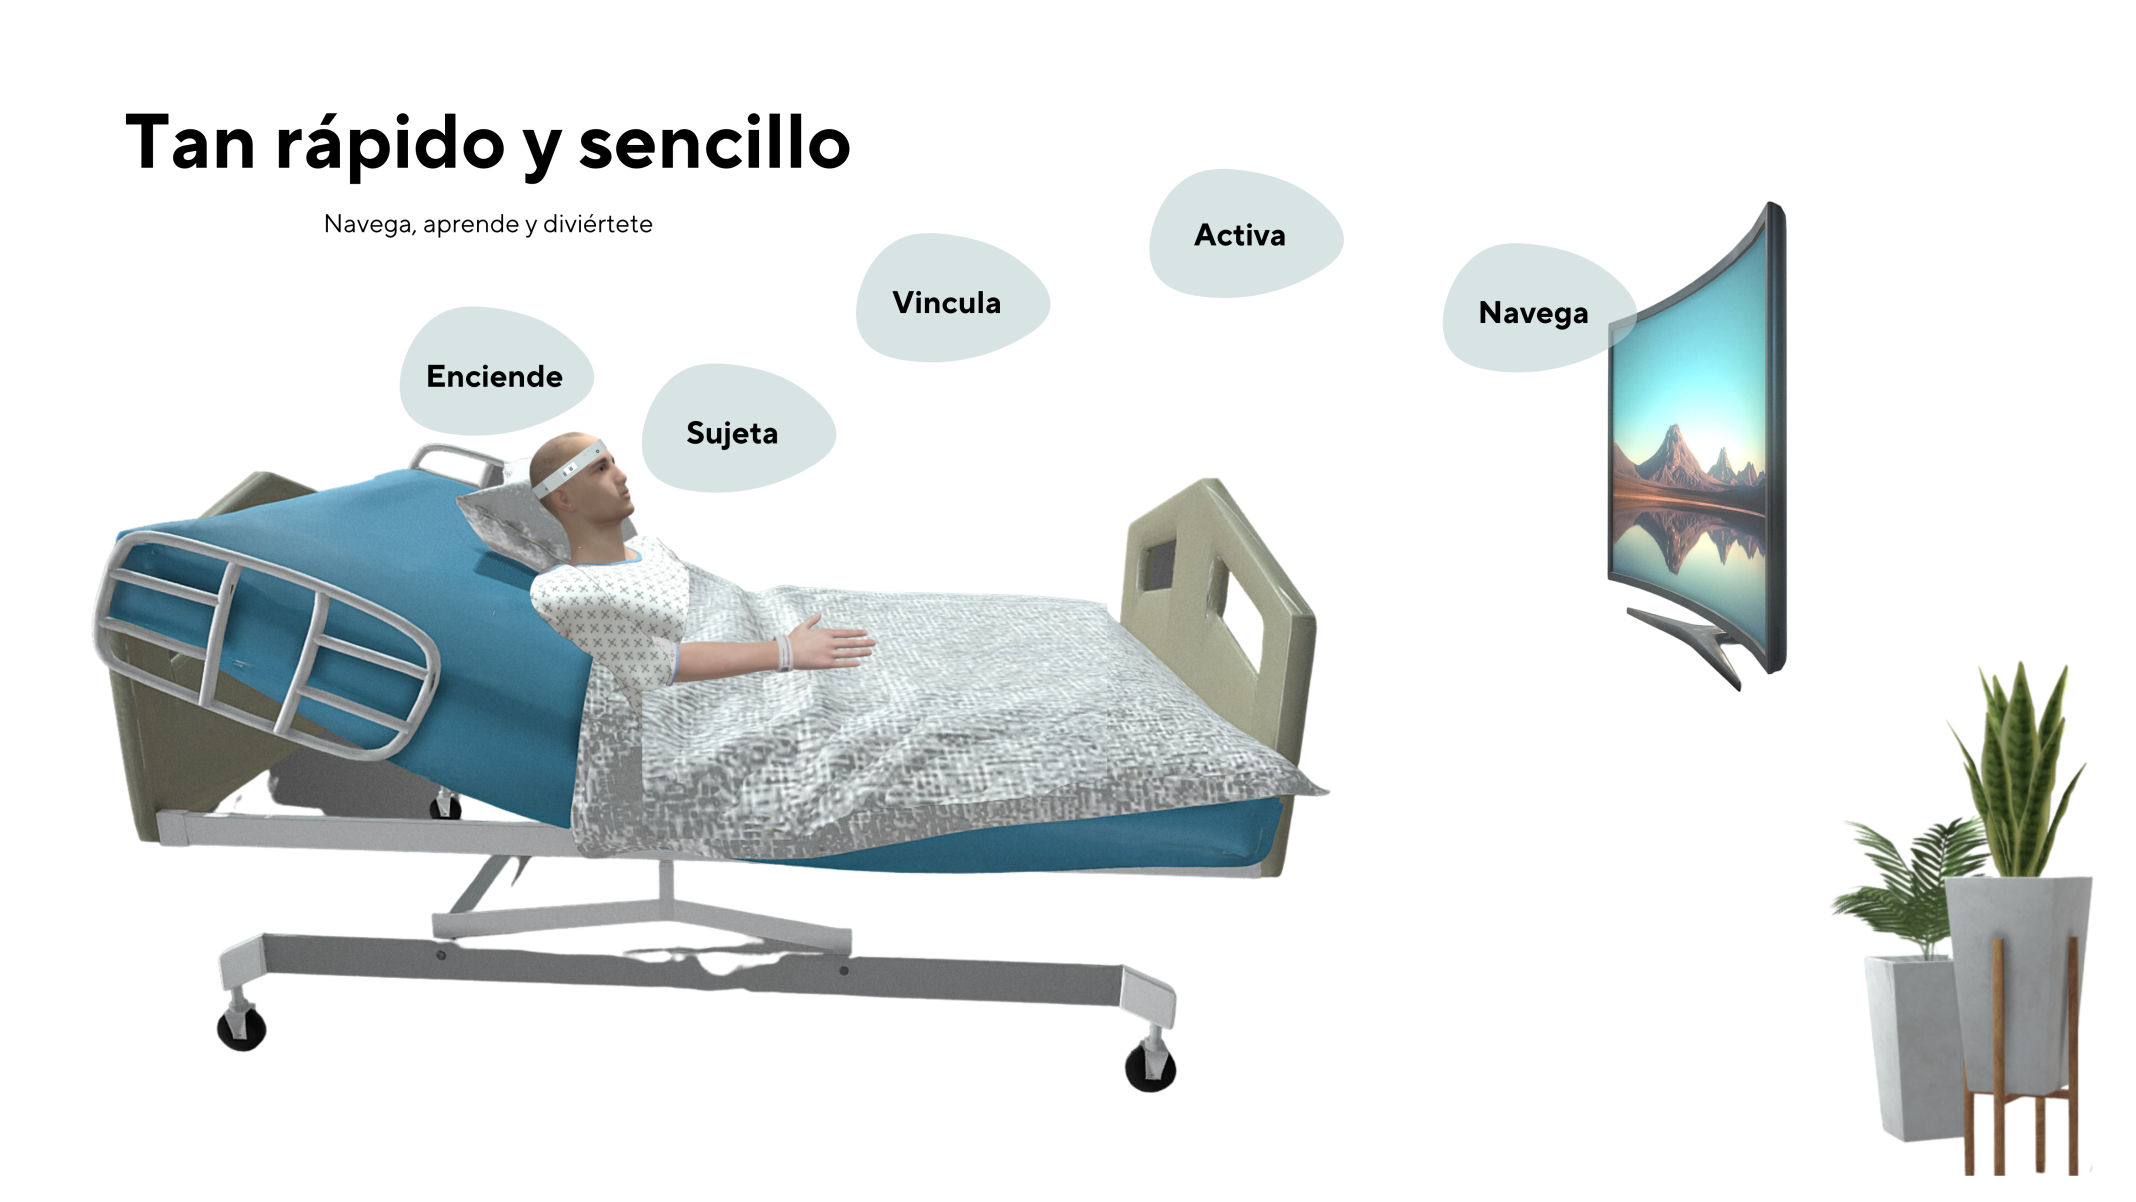 Tan rápido y sencillo
Navega, aprende y diviértete
Enciende
Sujeta
Vincula
Activa
Navega